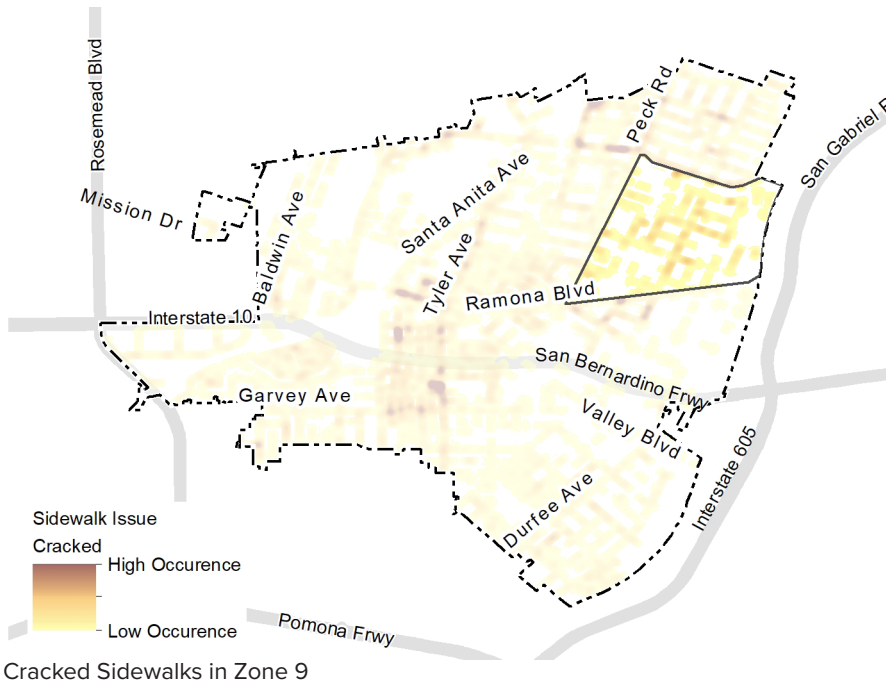 Rosemead Blvd
Peck Rd
San Gabriel
Mission Dr
Baldwin Ave
Santa Anita Ave
Tyler Ave
Ramona Blvd
Interstate 10
San Bernardino Frwy
Garvey Ave
Valley Blvd
Interstate 605
Durfee Ave
Sidewalk Issue
Cracked
High Occurence
Low Occurence
Pomona Frwy
Cracked Sidewalks in Zone 9